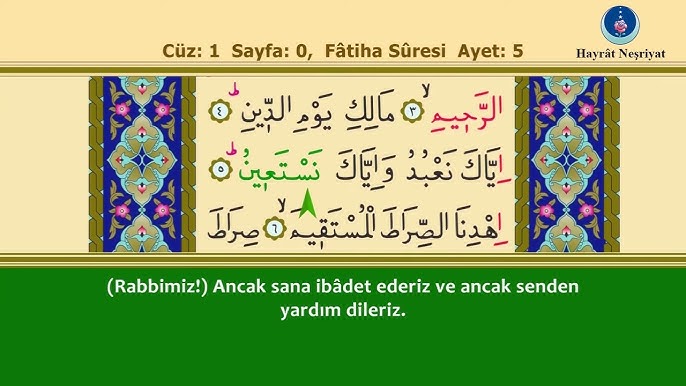 Cüz: 1 Sayfa: 0, Fâtiha Sûresi Ayet: 5
Hayrât Neşriyat
الرَّحِيمِ ۙ ﴿٣﴾ مَالِكِ يَوْمِ الدِّينِ ۜ ﴿٤﴾
اِيَّاكَ نَعْبُدُ وَاِيَّاكَ نَسْتَعِينُ ۜ ﴿٥﴾
اِهْدِنَا الصِّرَاطَ الْمُسْتَقِيمَ ۙ ﴿٦﴾ صِرَاطَ
(Rabbimiz!) Ancak sana ibâdet ederiz ve ancak senden
yardım dileriz.